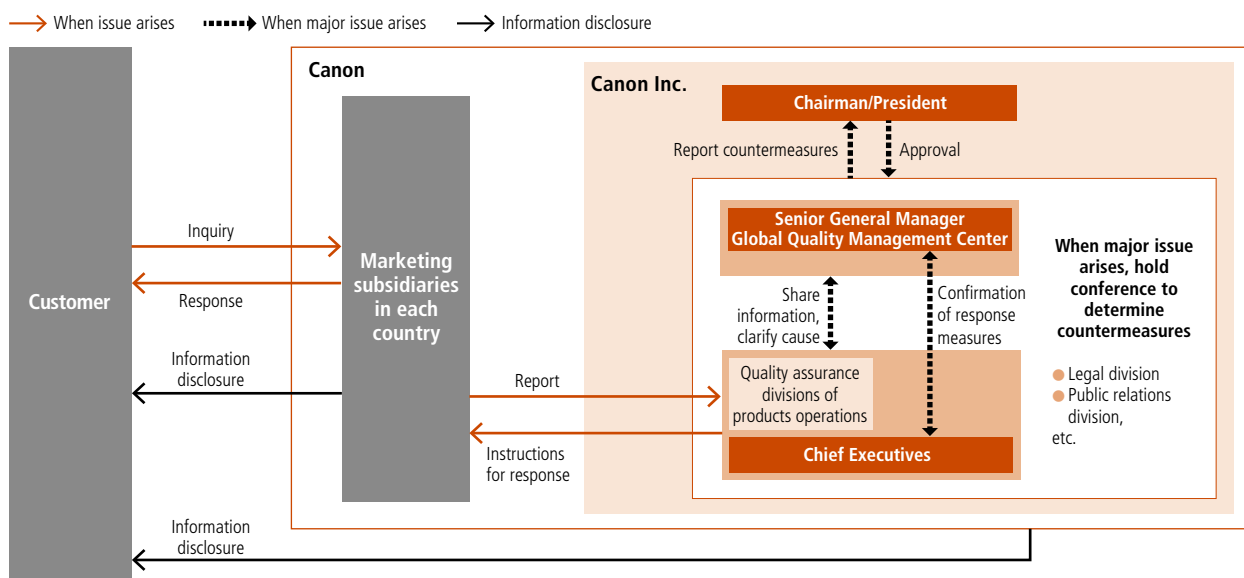 When issue arises
When major issue arises
Information disclosure
Canon
Canon Inc.
Chairman/President
Report countermeasures
Approval
Senior General Manager
Global Quality Management Center
Inquiry
Response
Customer
Marketing
subsidiaries
in each
country
Share
information,
clarify cause
Confirmation
of response
measures
When major issue
arises, hold
conference to
determine
countermeasures
Legal division
Public relations
division,
etc.
Information
disclosure
Report
Quality assurance
divisions of
products operations
Instructions
for response
Chief Executives
Information
disclosure